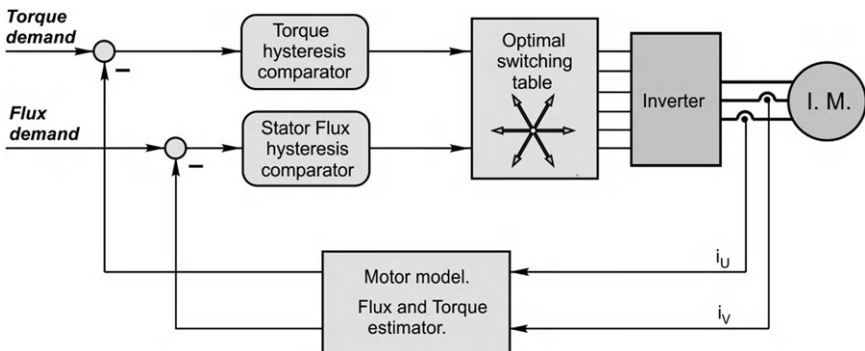 Torque
demand
Torque
hysteresis
comparator
Optimal
switching
table
Inverter
I. M.
Flux
demand
Stator Flux
hysteresis
comparator
iU
Motor model.
Flux and Torque
estimator.
iV